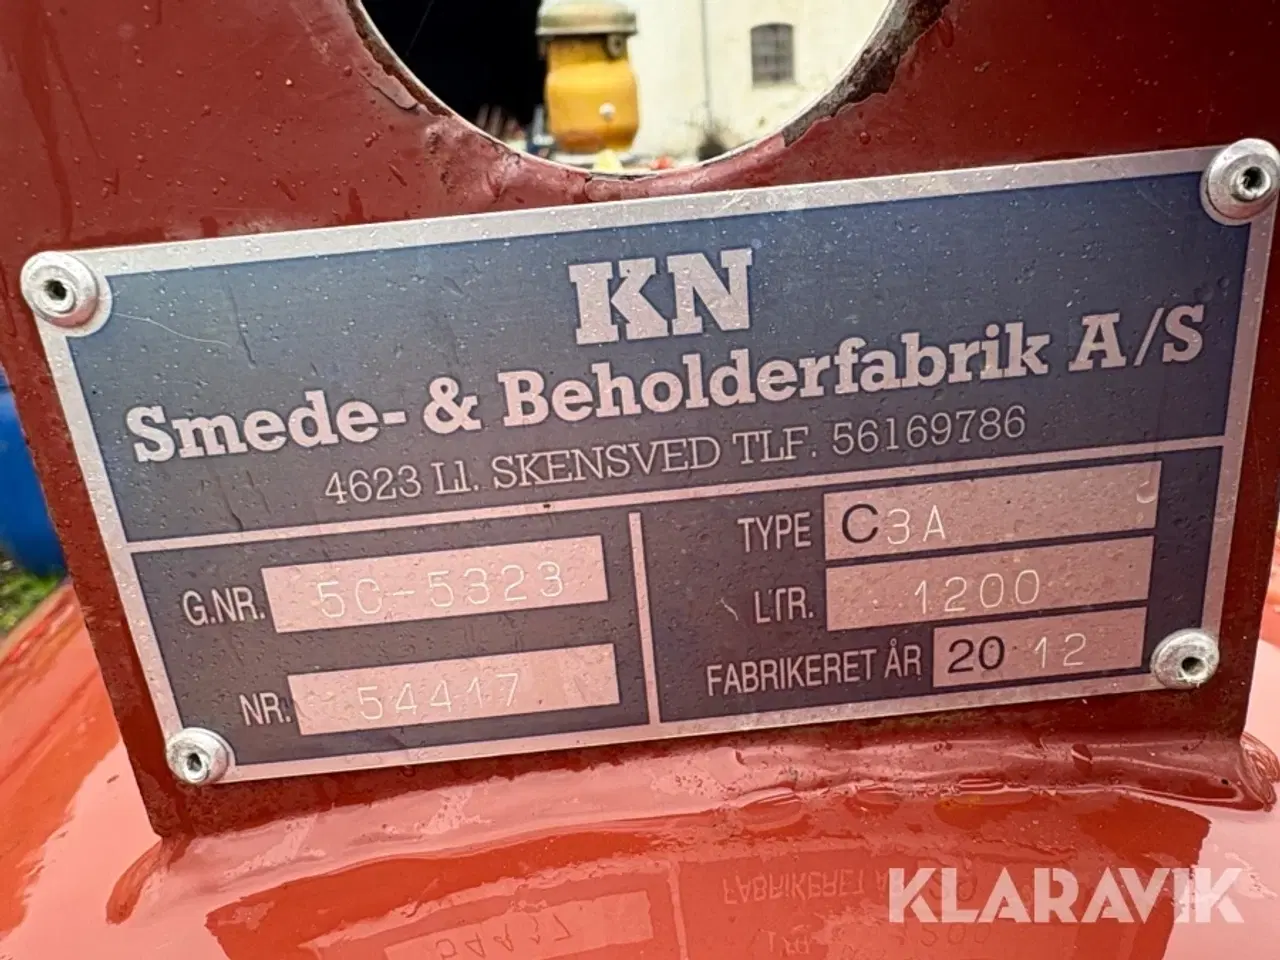 KN
Smede- & Beholderfabrik A/S
4623 Ll. SKENSVED TLF. 56169786
G.NR. 5C-5323
NR. 54417
TYPE C3A
LTR. 1200
FABRIKERET ÅR 2012
KLARAVIK